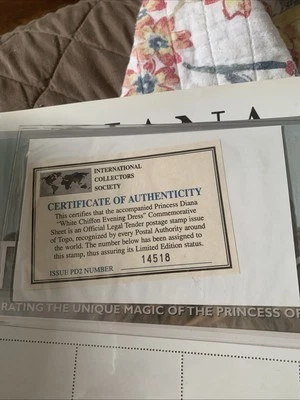 IANA
INTERNATIONAL
COLLECTORS
SOCIETY
CERTIFICATE OF AUTHENTICITY
This certifies that the accompanied Princess Diana
"White Chiffon Evening Dress" Commemorative
Sheet is an Official Legal Tender postage stamp issue
of Togo, recognized by every Postal Authority around
the world. The number below has been assigned to
this stamp, thus assuring its Limited Edition status.
ISSUE PD2 NUMBER 14518
RATING THE UNIQUE MAGIC OF THE PRINCESS OF